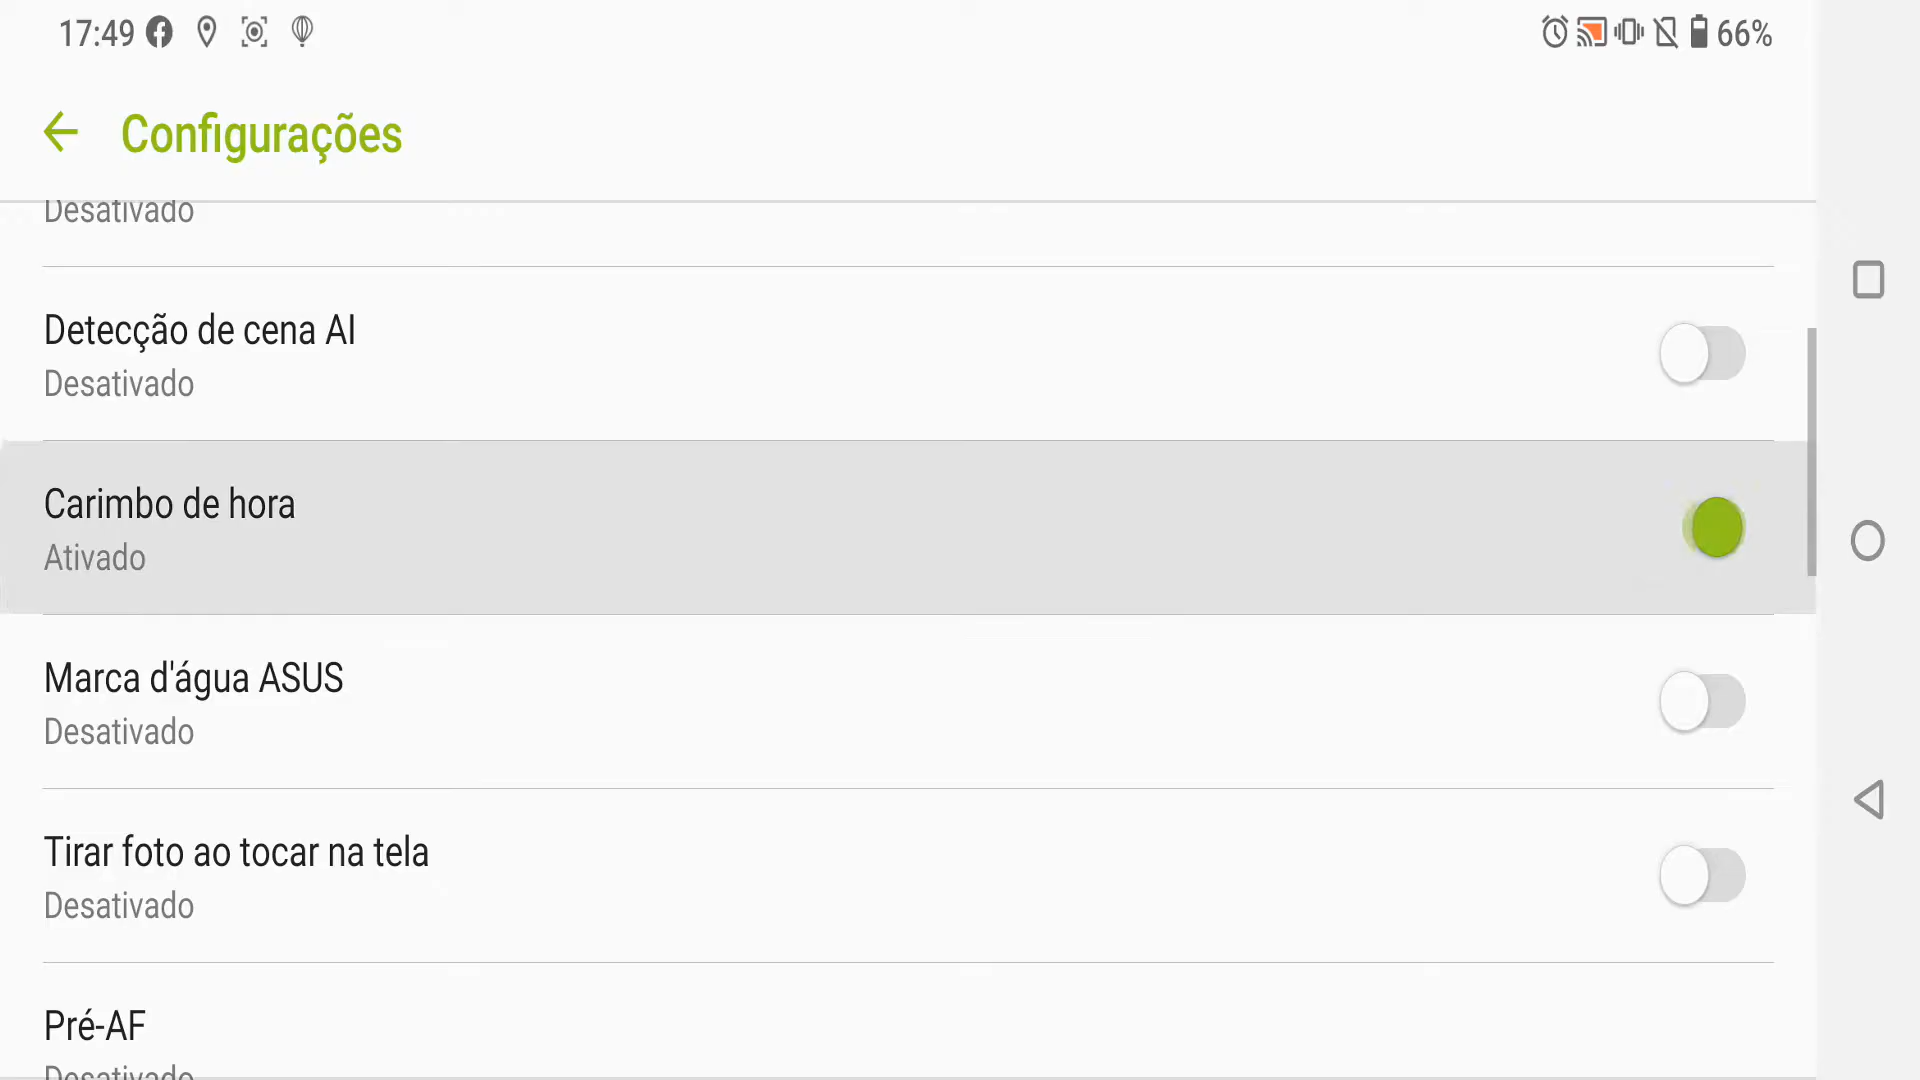 17:49
66%
Configurações
Desativado
Detecção de cena AI
Desativado
Carimbo de hora
Ativado
Marca d'água ASUS
Desativado
Tirar foto ao tocar na tela
Desativado
Pré-AF
Desativado